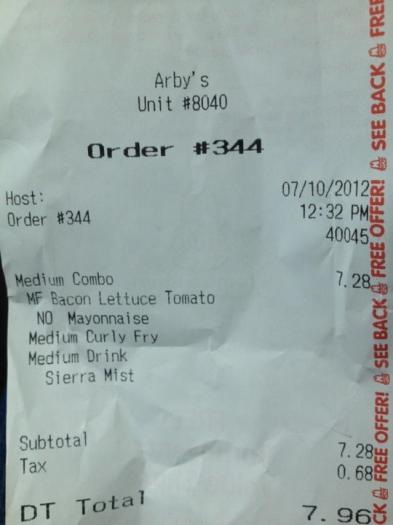 Arby's
Unit #8040
Order #344
Host: 07/10/2012
Order #344 12:32 PM
40045
Medium Combo 7.28
MF Bacon Lettuce Tomato
NO Mayonnaise
Medium Curly Fry
Medium Drink
Sierra Mist
Subtotal 7.28
Tax 0.68
DT Total 7.96
CK FREE OFFER! SEE BACK FREE OFFER! SEE BACK FREE